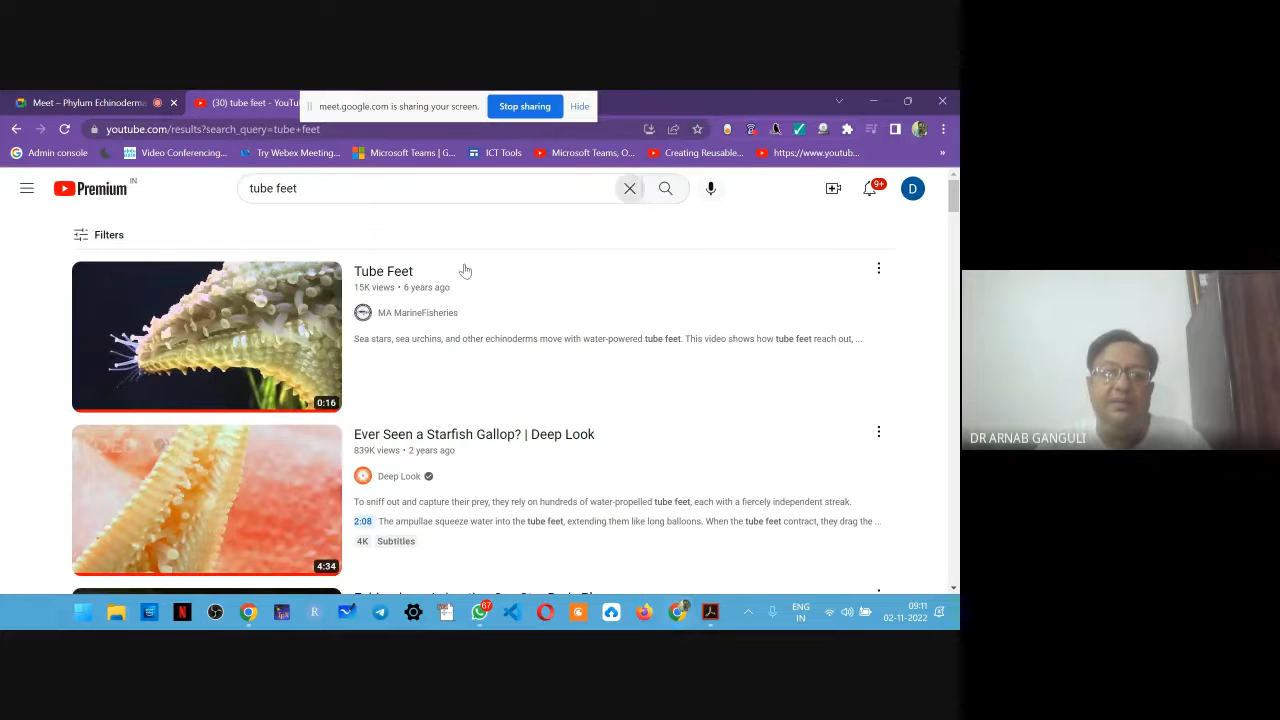 Meet – Phylum Echinoderma
(30) tube feet - YouTu
meet.google.com is sharing your screen.
Stop sharing
Hide
youtube.com/results?search_query=tube+feet
Admin console
Video Conferencing...
Try Webex Meeting...
Microsoft Teams | G...
ICT Tools
Microsoft Teams, O...
Creating Reusable...
https://www.youtub...
»
Premium IN
tube feet
9+
D
Filters
Tube Feet
15K views • 6 years ago
MA MarineFisheries
Sea stars, sea urchins, and other echinoderms move with water-powered tube feet. This video shows how tube feet reach out, ...
0:16
Ever Seen a Starfish Gallop? | Deep Look
839K views • 2 years ago
Deep Look
To sniff out and capture their prey, they rely on hundreds of water-propelled tube feet, each with a fiercely independent streak.
2:08 The ampullae squeeze water into the tube feet, extending them like long balloons. When the tube feet contract, they drag the ...
4K Subtitles
4:34
DR ARNAB GANGULI
67
ENG
IN
09:11
02-11-2022